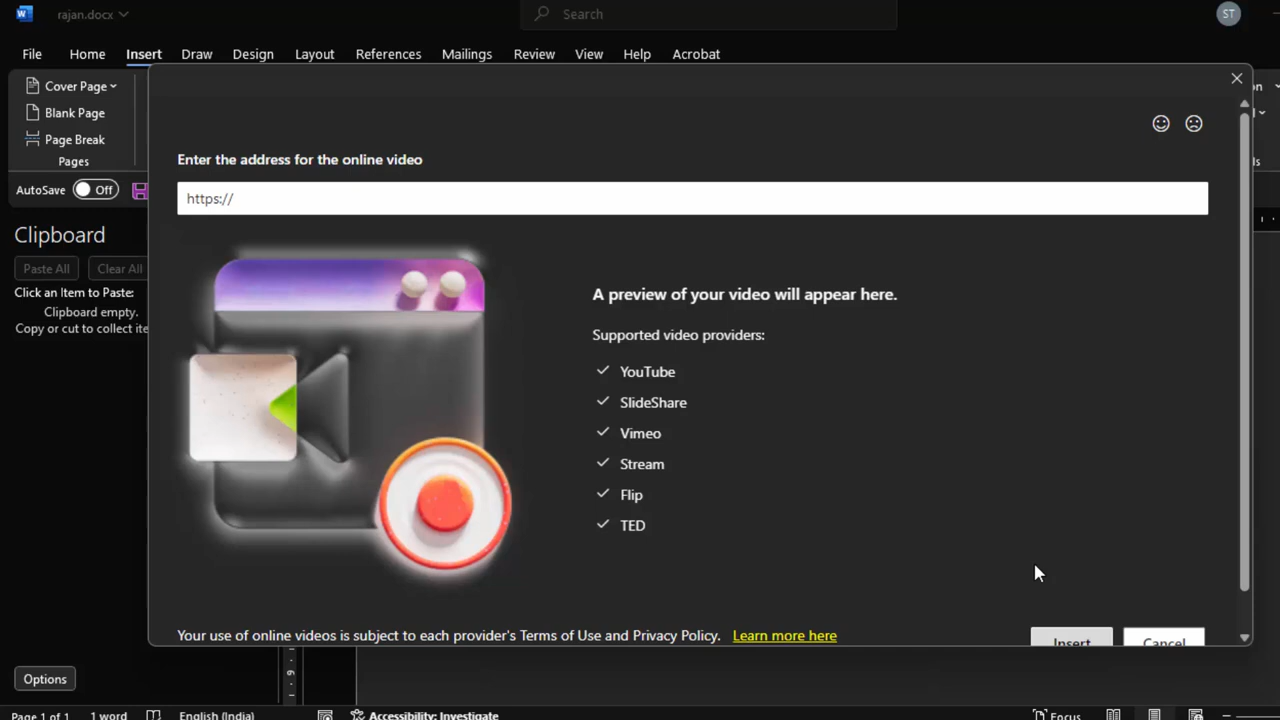 rajan.docx
Search
ST
File Home Insert Draw Design Layout References Mailings Review View Help Acrobat
Cover Page
Blank Page
Page Break
Pages
AutoSave Off
Clipboard
Paste All Clear All
Click an Item to Paste:
Clipboard empty.
Copy or cut to collect ite
Enter the address for the online video
https://
A preview of your video will appear here.
Supported video providers:
YouTube
SlideShare
Vimeo
Stream
Flip
TED
Your use of online videos is subject to each provider's Terms of Use and Privacy Policy. Learn more here
Insert Cancel
Options
Page 1 of 1 1 word English (India) Accessibility: Investigate Focus